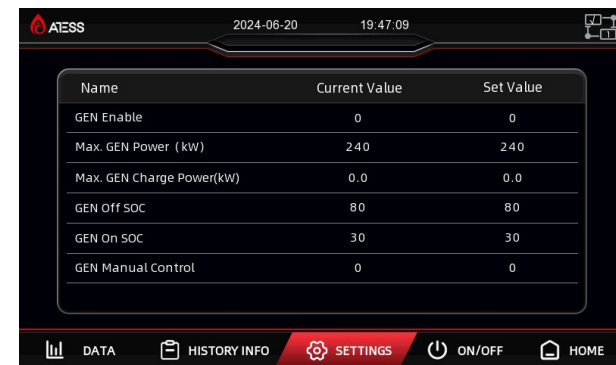 ATESS 2024-06-20 19:47:09
1
Name Current Value Set Value
GEN Enable 0 0
Max. GEN Power (kW) 240 240
Max. GEN Charge Power(kW) 0.0 0.0
GEN Off SOC 80 80
GEN On SOC 30 30
GEN Manual Control 0 0
DATA HISTORY INFO SETTINGS ON/OFF HOME